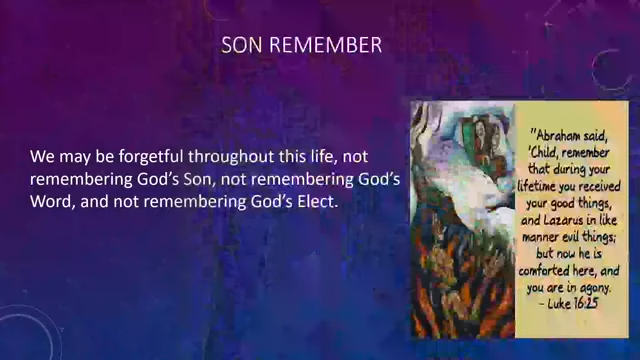 SON REMEMBER
We may be forgetful throughout this life, not
remembering God's Son, not remembering God's
Word, and not remembering God's Elect.
"Abraham said,
'Child, remember
that during your
lifetime you received
your good things,
and Lazarus in like
manner evil things;
but now he is
comforted here, and
you are in agony.
- Luke 16:25